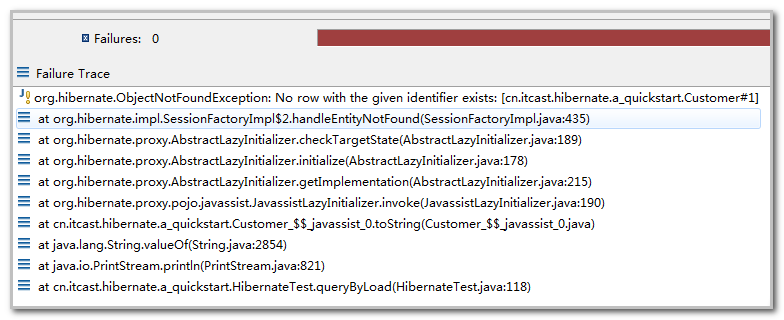 Failures: 0
Failure Trace
org.hibernate.ObjectNotFoundException: No row with the given identifier exists: [cn.itcast.hibernate.a_quickstart.Customer#1]
at org.hibernate.impl.SessionFactoryImpl$2.handleEntityNotFound(SessionFactoryImpl.java:435)
at org.hibernate.proxy.AbstractLazyInitializer.checkTargetState(AbstractLazyInitializer.java:189)
at org.hibernate.proxy.AbstractLazyInitializer.initialize(AbstractLazyInitializer.java:178)
at org.hibernate.proxy.AbstractLazyInitializer.getImplementation(AbstractLazyInitializer.java:215)
at org.hibernate.proxy.pojo.javassist.JavassistLazyInitializer.invoke(JavassistLazyInitializer.java:190)
at cn.itcast.hibernate.a_quickstart.Customer_$$_javassist_0.toString(Customer_$$_javassist_0.java)
at java.lang.String.valueOf(String.java:2854)
at java.io.PrintStream.println(PrintStream.java:821)
at cn.itcast.hibernate.a_quickstart.HibernateTest.queryByLoad(HibernateTest.java:118)